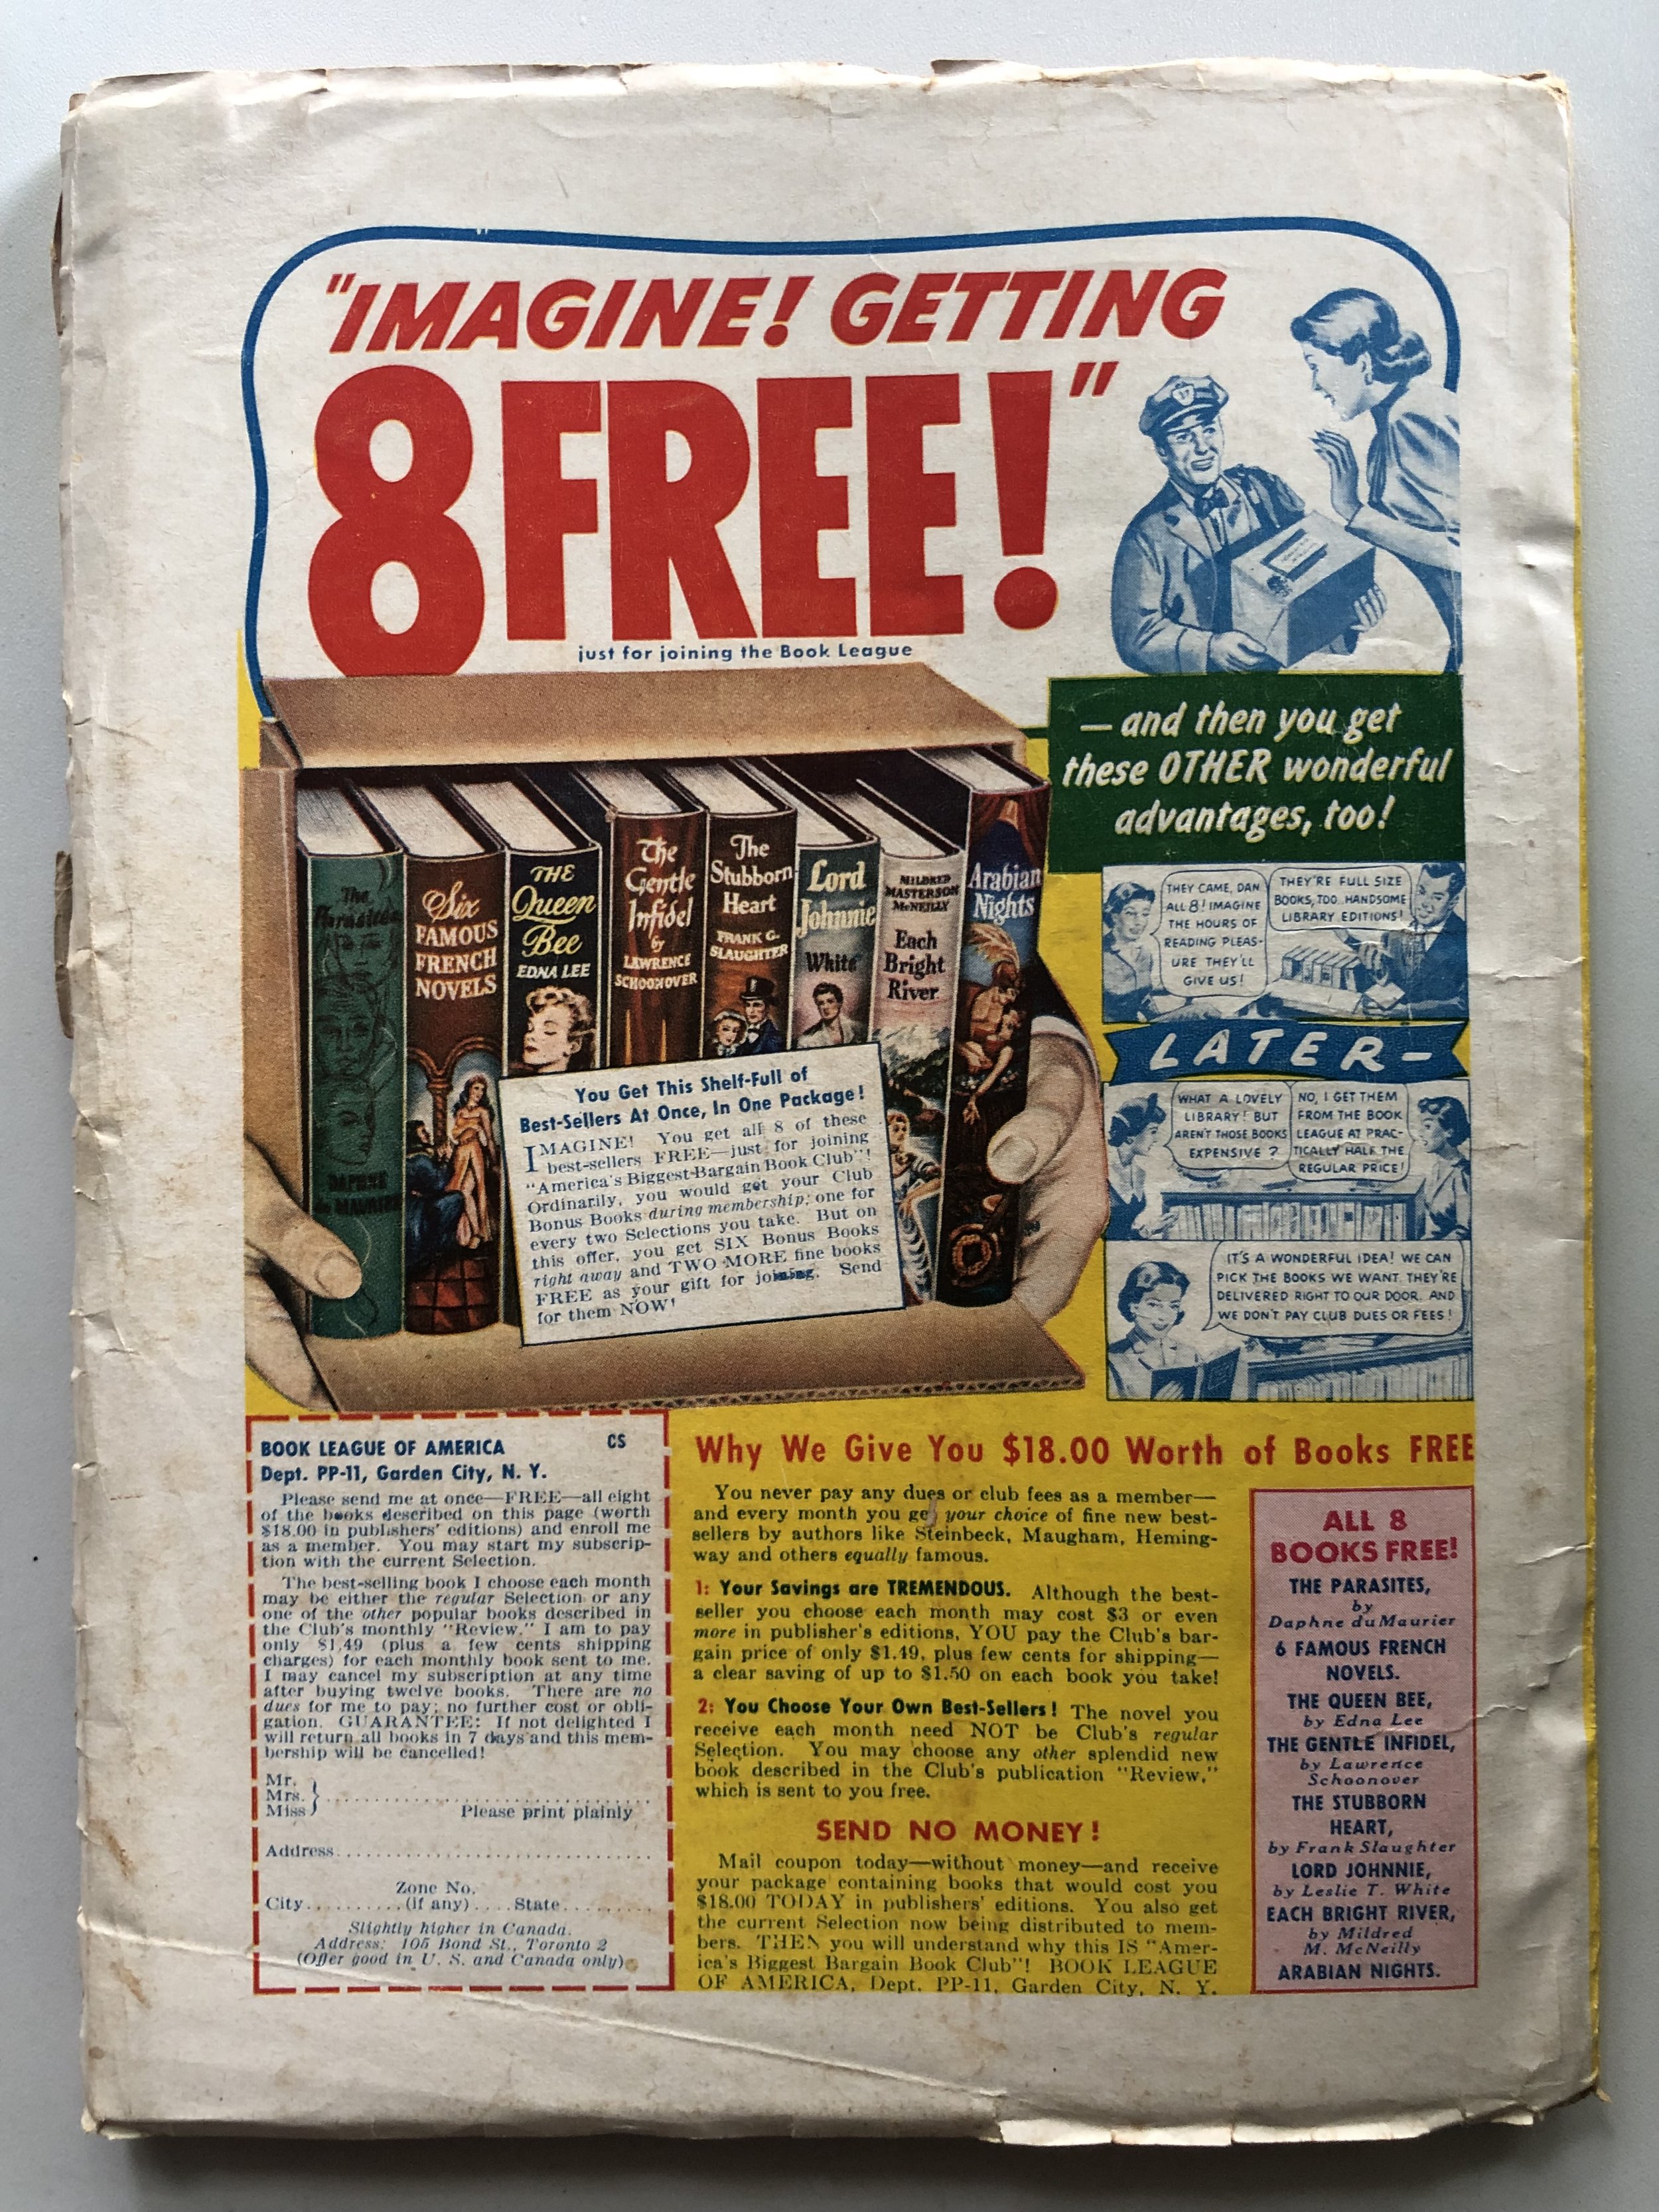 "IMAGINE! GETTING
8 FREE!"
just for joining the Book League
— and then you get
these OTHER wonderful
advantages, too!
The
Parasites
DAPHNE
du MAURIER
Six
FAMOUS
FRENCH
NOVELS
THE
Queen
Bee
EDNA LEE
The
Gentle
Infidel
by
LAWRENCE
SCHOONOVER
The
Stubborn
Heart
FRANK G.
SLAUGHTER
Lord
Johnnie
White
MILDRED
MASTERSON
McNEILLY
Each
Bright
River
Arabian
Nights
You Get This Shelf-Full of
Best-Sellers At Once, In One Package!
IMAGINE! You get all 8 of these
best-sellers FREE—just for joining
"America's Biggest Bargain Book Club"!
Ordinarily, you would get your Club
Bonus Books during membership; one for
every two Selections you take. But on
this offer, you get SIX Bonus Books
right away and TWO MORE fine books
FREE as your gift for joining. Send
for them NOW!
THEY CAME, DAN
ALL 8! IMAGINE
THE HOURS OF
READING PLEAS-
URE THEY'LL
GIVE US!
THEY'RE FULL SIZE
BOOKS, TOO. HANDSOME
LIBRARY EDITIONS!
LATER—
WHAT A LOVELY
LIBRARY! BUT
AREN'T THOSE BOOKS
EXPENSIVE?
NO, I GET THEM
FROM THE BOOK
LEAGUE AT PRAC-
TICALLY HALF THE
REGULAR PRICE!
IT'S A WONDERFUL IDEA! WE CAN
PICK THE BOOKS WE WANT. THEY'RE
DELIVERED RIGHT TO OUR DOOR. AND
WE DON'T PAY CLUB DUES OR FEES!
BOOK LEAGUE OF AMERICA CS
Dept. PP-11, Garden City, N. Y.
Please send me at once—FREE—all eight
of the books described on this page (worth
$18.00 in publishers' editions) and enroll me
as a member. You may start my subscrip-
tion with the current Selection.
The best-selling book I choose each month
may be either the regular Selection or any
one of the other popular books described in
the Club's monthly "Review." I am to pay
only $1.49 (plus a few cents shipping
charges) for each monthly book sent to me.
I may cancel my subscription at any time
after buying twelve books. There are no
dues for me to pay; no further cost or obli-
gation. GUARANTEE: If not delighted I
will return all books in 7 days and this mem-
bership will be cancelled!
Mr.
Mrs. } ..............................
Miss Please print plainly
Address..............................
Zone No.
City..........(if any)....State.........
Slightly higher in Canada.
Address: 105 Bond St., Toronto 2
(Offer good in U. S. and Canada only)
Why We Give You $18.00 Worth of Books FREE
You never pay any dues or club fees as a member—
and every month you get your choice of fine new best-
sellers by authors like Steinbeck, Maugham, Heming-
way and others equally famous.
1: Your Savings are TREMENDOUS. Although the best-
seller you choose each month may cost $3 or even
more in publisher's editions, YOU pay the Club's bar-
gain price of only $1.49, plus few cents for shipping—
a clear saving of up to $1.50 on each book you take!
2: You Choose Your Own Best-Sellers! The novel you
receive each month need NOT be Club's regular
Selection. You may choose any other splendid new
book described in the Club's publication "Review,"
which is sent to you free.
SEND NO MONEY!
Mail coupon today—without money—and receive
your package containing books that would cost you
$18.00 TODAY in publishers' editions. You also get
the current Selection now being distributed to mem-
bers. THEN you will understand why this IS "Amer-
ica's Biggest Bargain Book Club"! BOOK LEAGUE
OF AMERICA, Dept. PP-11, Garden City, N. Y.
ALL 8
BOOKS FREE!
THE PARASITES,
by
Daphne duMaurier
6 FAMOUS FRENCH
NOVELS.
THE QUEEN BEE,
by Edna Lee
THE GENTLE INFIDEL,
by Lawrence
Schoonover
THE STUBBORN
HEART,
by Frank Slaughter
LORD JOHNNIE,
by Leslie T. White
EACH BRIGHT RIVER,
by Mildred
M. McNeilly
ARABIAN NIGHTS.